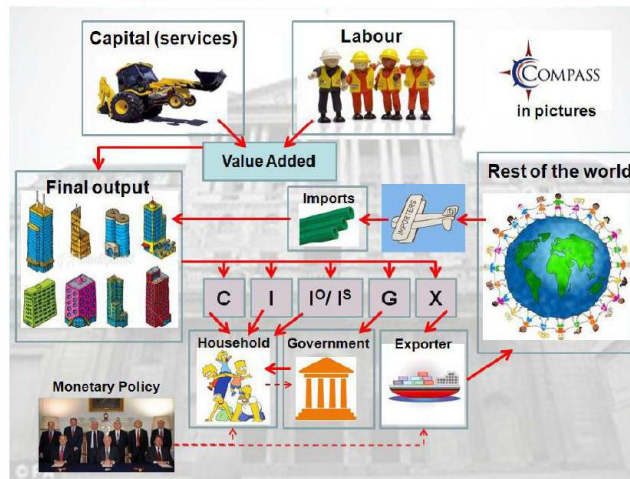 Capital (services)
Labour
COMPASS
in pictures
Value Added
Final output
Imports
IMPORTERS
Rest of the world
C
I
I^O/ I^S
G
X
Household
Government
Exporter
Monetary Policy